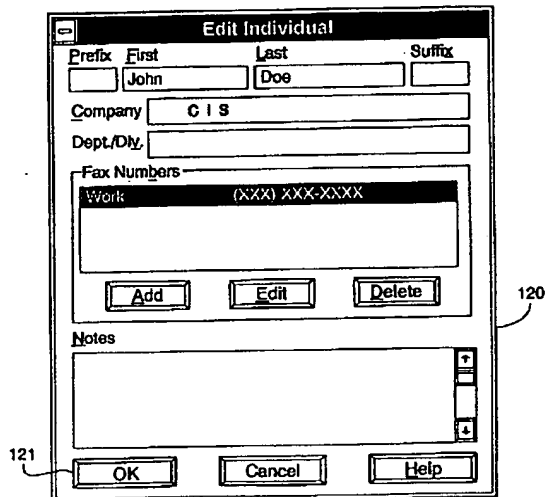 Edit Individual
Prefix First Last Suffix
John Doe
Company C I S
Dept./Div.
Fax Numbers
Work (XXX) XXX-XXXX
Add Edit Delete
120
Notes
121
OK Cancel Help